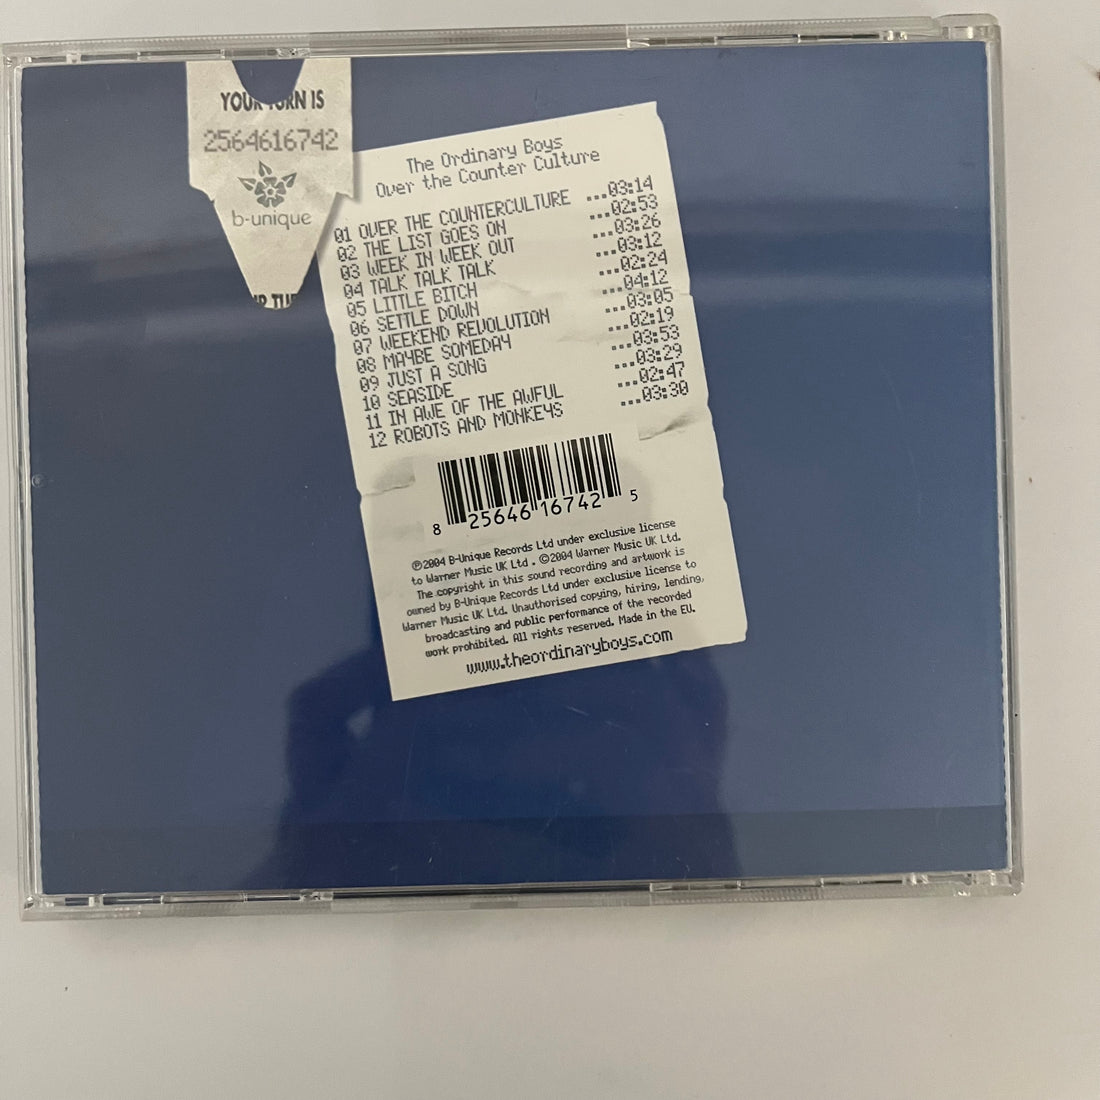 YOUR TURN IS
2564616742
b-unique
The Ordinary Boys
Over the Counter Culture
01 OVER THE COUNTERCULTURE ...03:14
02 THE LIST GOES ON ...02:53
03 WEEK IN WEEK OUT ...03:26
04 TALK TALK TALK ...03:12
05 LITTLE BITCH ...02:24
06 SETTLE DOWN ...04:12
07 WEEKEND REVOLUTION ...03:05
08 MAYBE SOMEDAY ...02:19
09 JUST A SONG ...03:53
10 SEASIDE ...03:29
11 IN AWE OF THE AWFUL ...02:47
12 ROBOTS AND MONKEYS ...03:30
8 25646 16742 5
℗2004 B-Unique Records Ltd under exclusive license
to Warner Music UK Ltd . ©2004 Warner Music UK Ltd.
The copyright in this sound recording and artwork is
owned by B-Unique Records Ltd under exclusive license to
Warner Music UK Ltd. Unauthorised copying, hiring, lending,
broadcasting and public performance of the recorded
work prohibited. All rights reserved. Made in the EU.
www.theordinaryboys.com